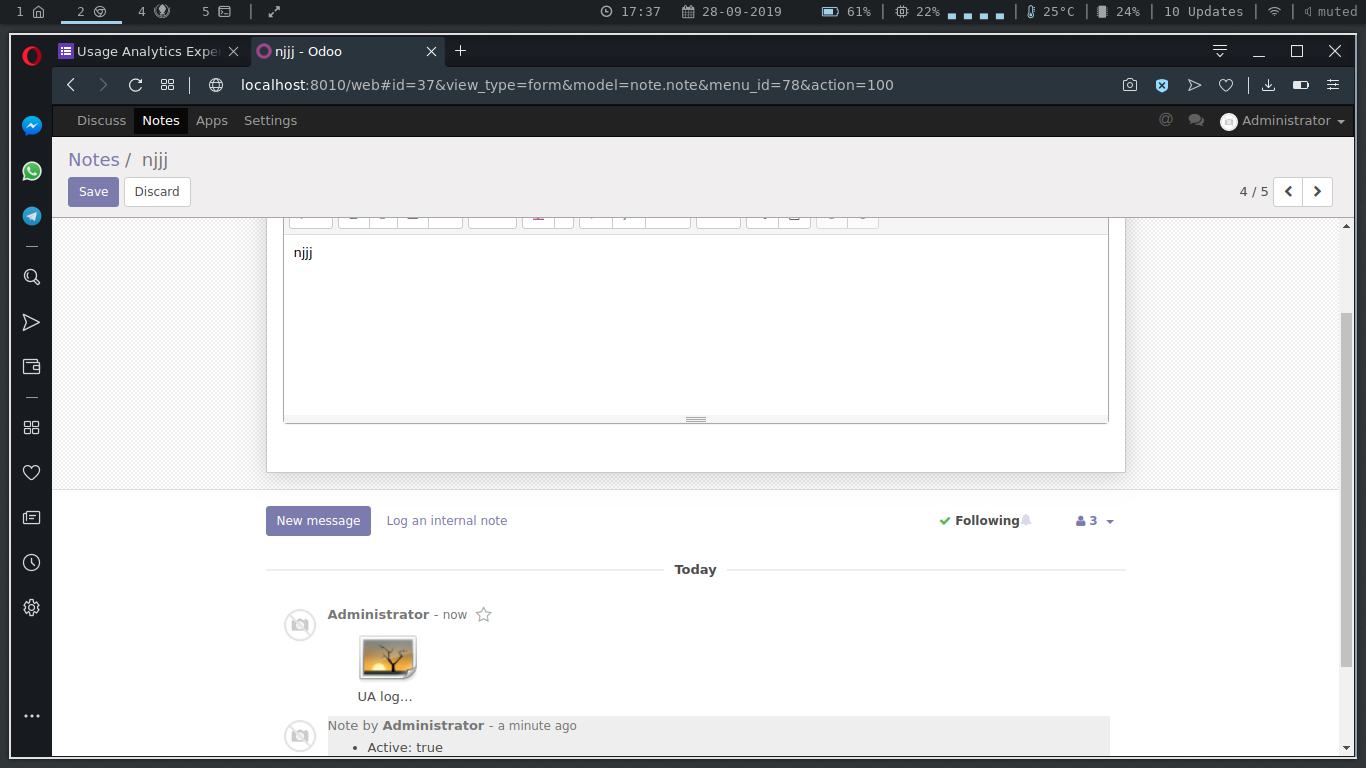 1 2 4 5 17:37 28-09-2019 61% 22% 25°C 24% 10 Updates muted
Usage Analytics Expe njjj - Odoo
localhost:8010/web#id=37&view_type=form&model=note.note&menu_id=78&action=100
Discuss Notes Apps Settings @ Administrator
Notes / njjj
Save Discard 4 / 5
njjj
New message Log an internal note Following 3
Today
Administrator - now
UA log...
Note by Administrator - a minute ago
• Active: true